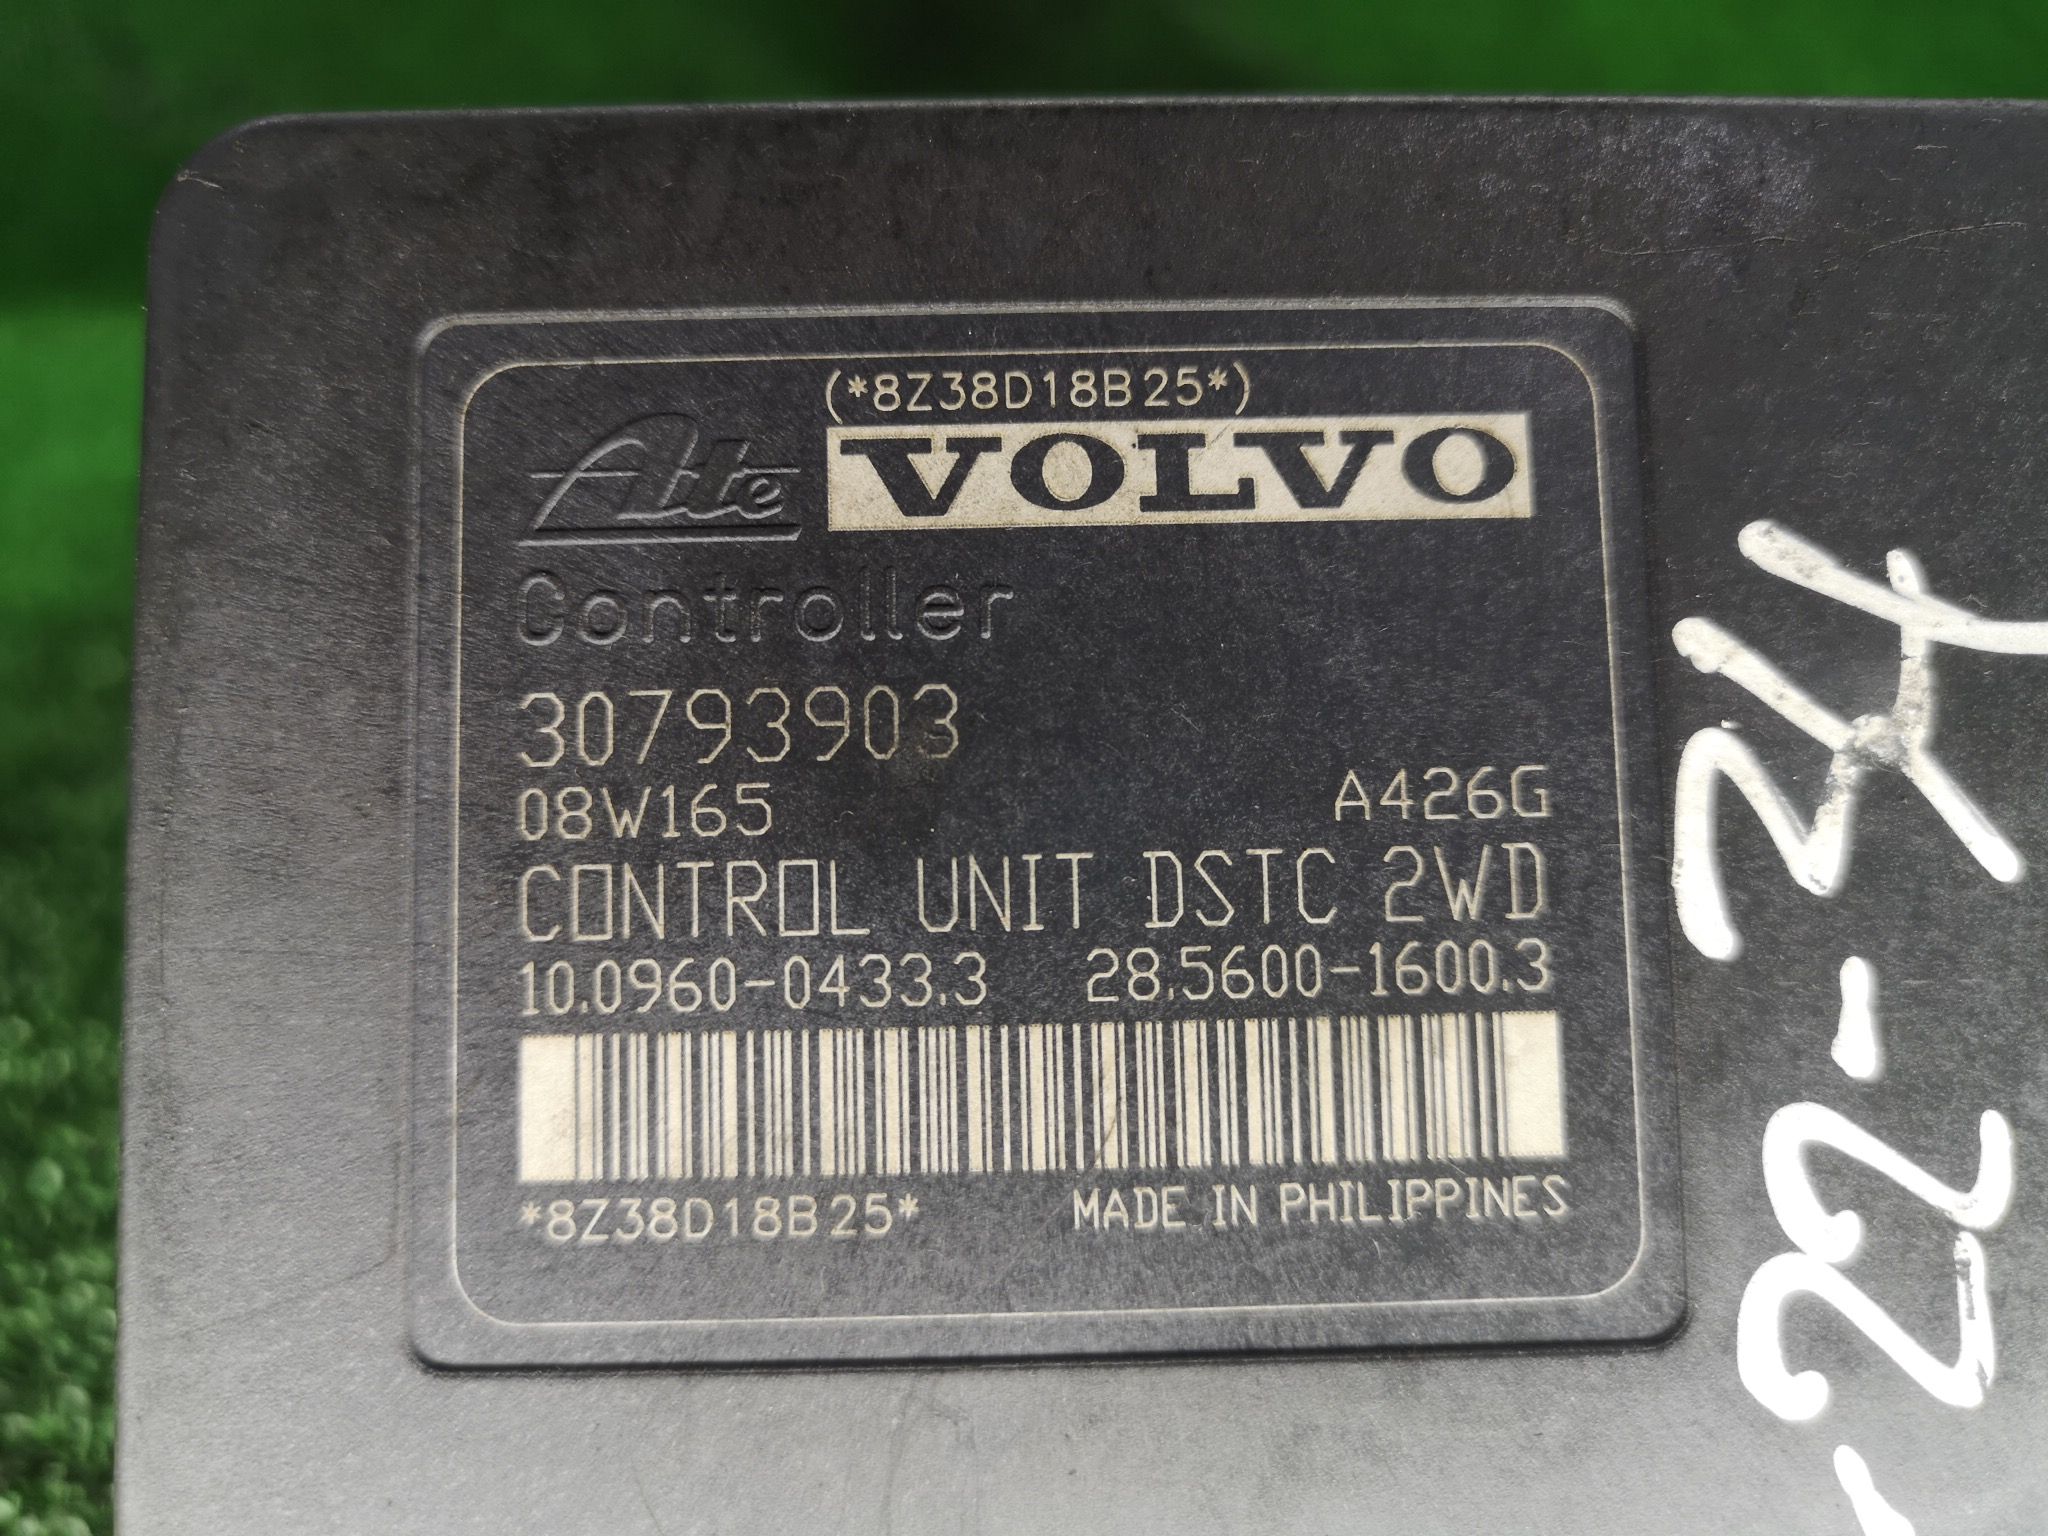 (*8Z38D18B25*)
Ate VOLVO
Controller
30793903
08W165 A426G
CONTROL UNIT DSTC 2WD
10.0960-0433.3 28.5600-1600.3
*8Z38D18B25* MADE IN PHILIPPINES